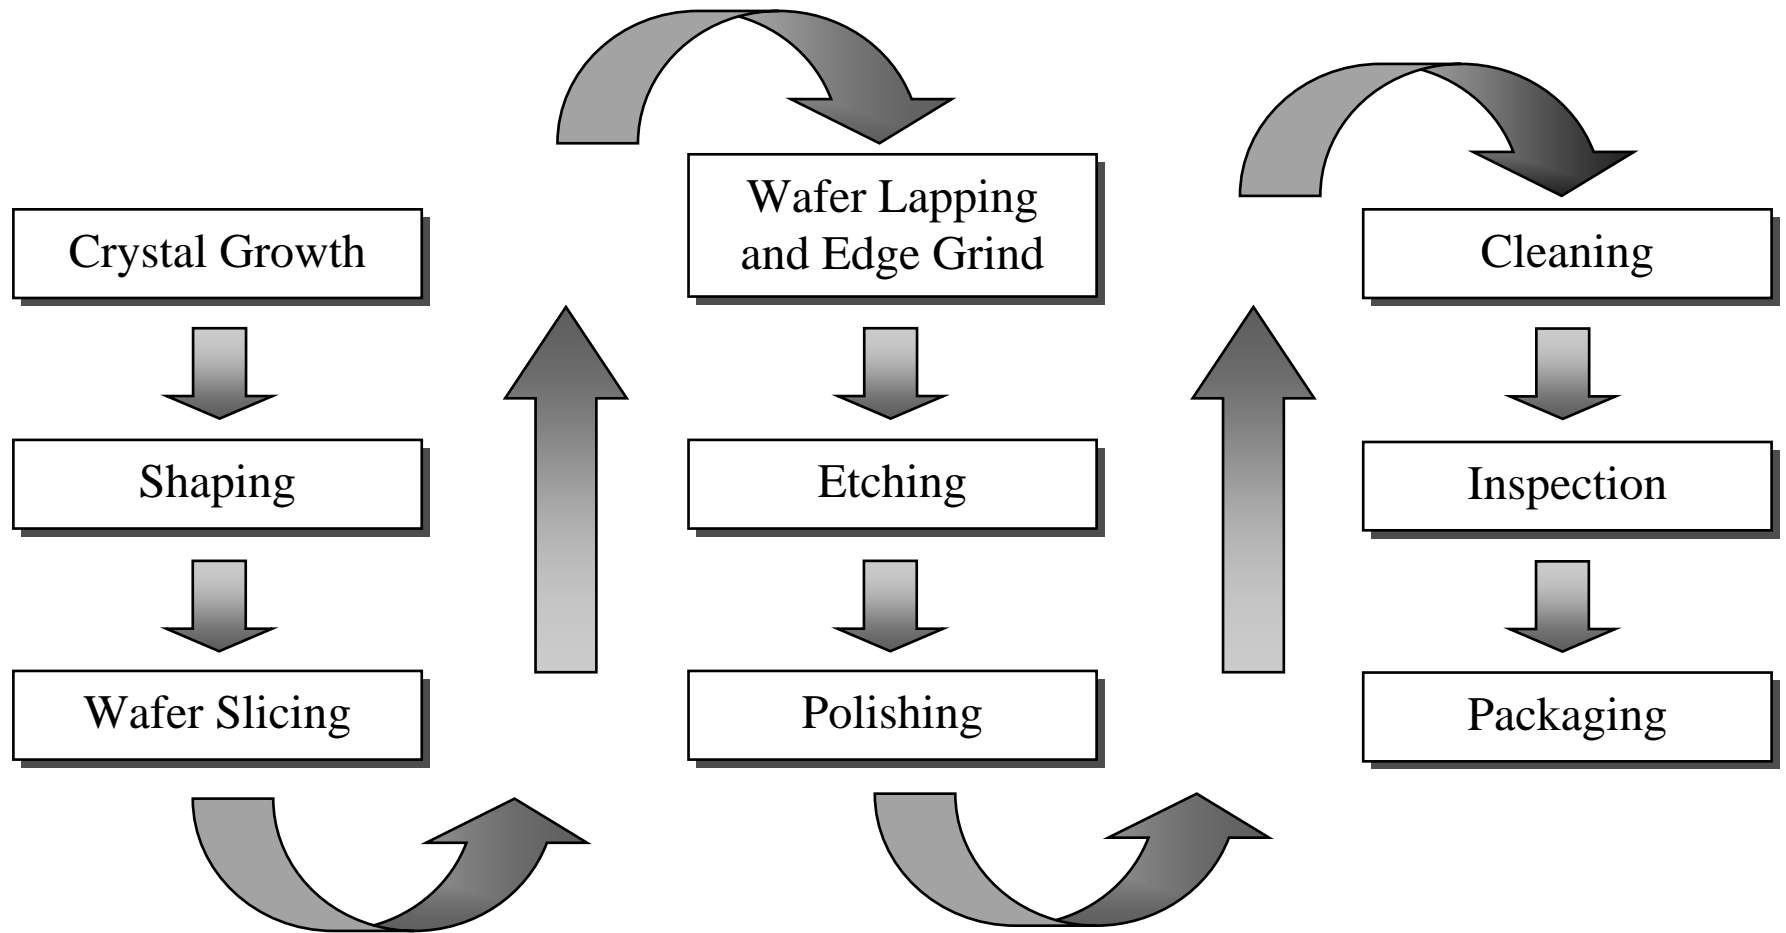 Crystal Growth
Shaping
Wafer Slicing
Wafer Lapping
and Edge Grind
Etching
Polishing
Cleaning
Inspection
Packaging